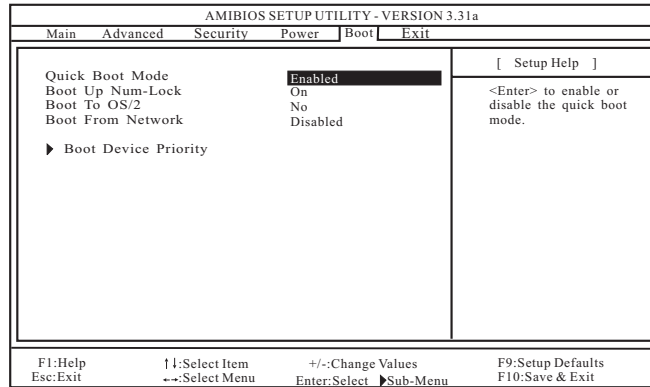 AMIBIOS SETUP UTILITY - VERSION 3.31a
Main Advanced Security Power Boot Exit
[ Setup Help ]
Quick Boot Mode Enabled
Boot Up Num-Lock On
Boot To OS/2 No
Boot From Network Disabled
▶ Boot Device Priority
<Enter> to enable or
disable the quick boot
mode.
F1:Help ↑↓:Select Item +/-:Change Values F9:Setup Defaults
Esc:Exit ←→:Select Menu Enter:Select ▶Sub-Menu F10:Save & Exit